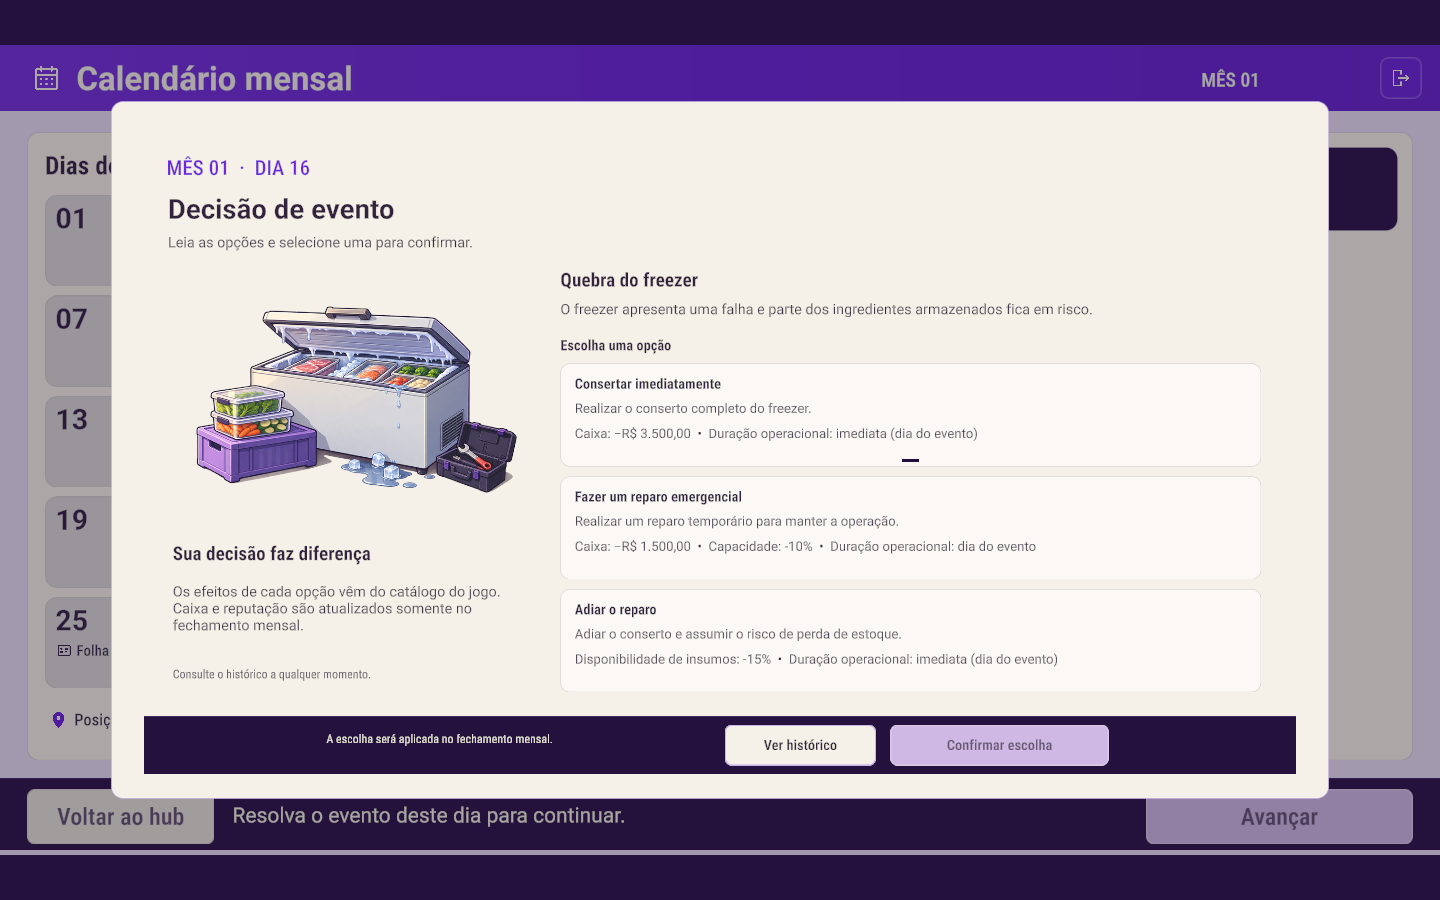 Calendário mensal
MÊS 01
Dias d
01
07
13
19
25
Folha
Posiç
MÊS 01 · DIA 16
Decisão de evento
Leia as opções e selecione uma para confirmar.
Sua decisão faz diferença
Os efeitos de cada opção vêm do catálogo do jogo.
Caixa e reputação são atualizados somente no
fechamento mensal.
Consulte o histórico a qualquer momento.
Quebra do freezer
O freezer apresenta uma falha e parte dos ingredientes armazenados fica em risco.
Escolha uma opção
Consertar imediatamente
Realizar o conserto completo do freezer.
Caixa: −R$ 3.500,00 • Duração operacional: imediata (dia do evento)
Fazer um reparo emergencial
Realizar um reparo temporário para manter a operação.
Caixa: −R$ 1.500,00 • Capacidade: -10% • Duração operacional: dia do evento
Adiar o reparo
Adiar o conserto e assumir o risco de perda de estoque.
Disponibilidade de insumos: -15% • Duração operacional: imediata (dia do evento)
A escolha será aplicada no fechamento mensal.
Ver histórico
Confirmar escolha
Voltar ao hub
Resolva o evento deste dia para continuar.
Avançar